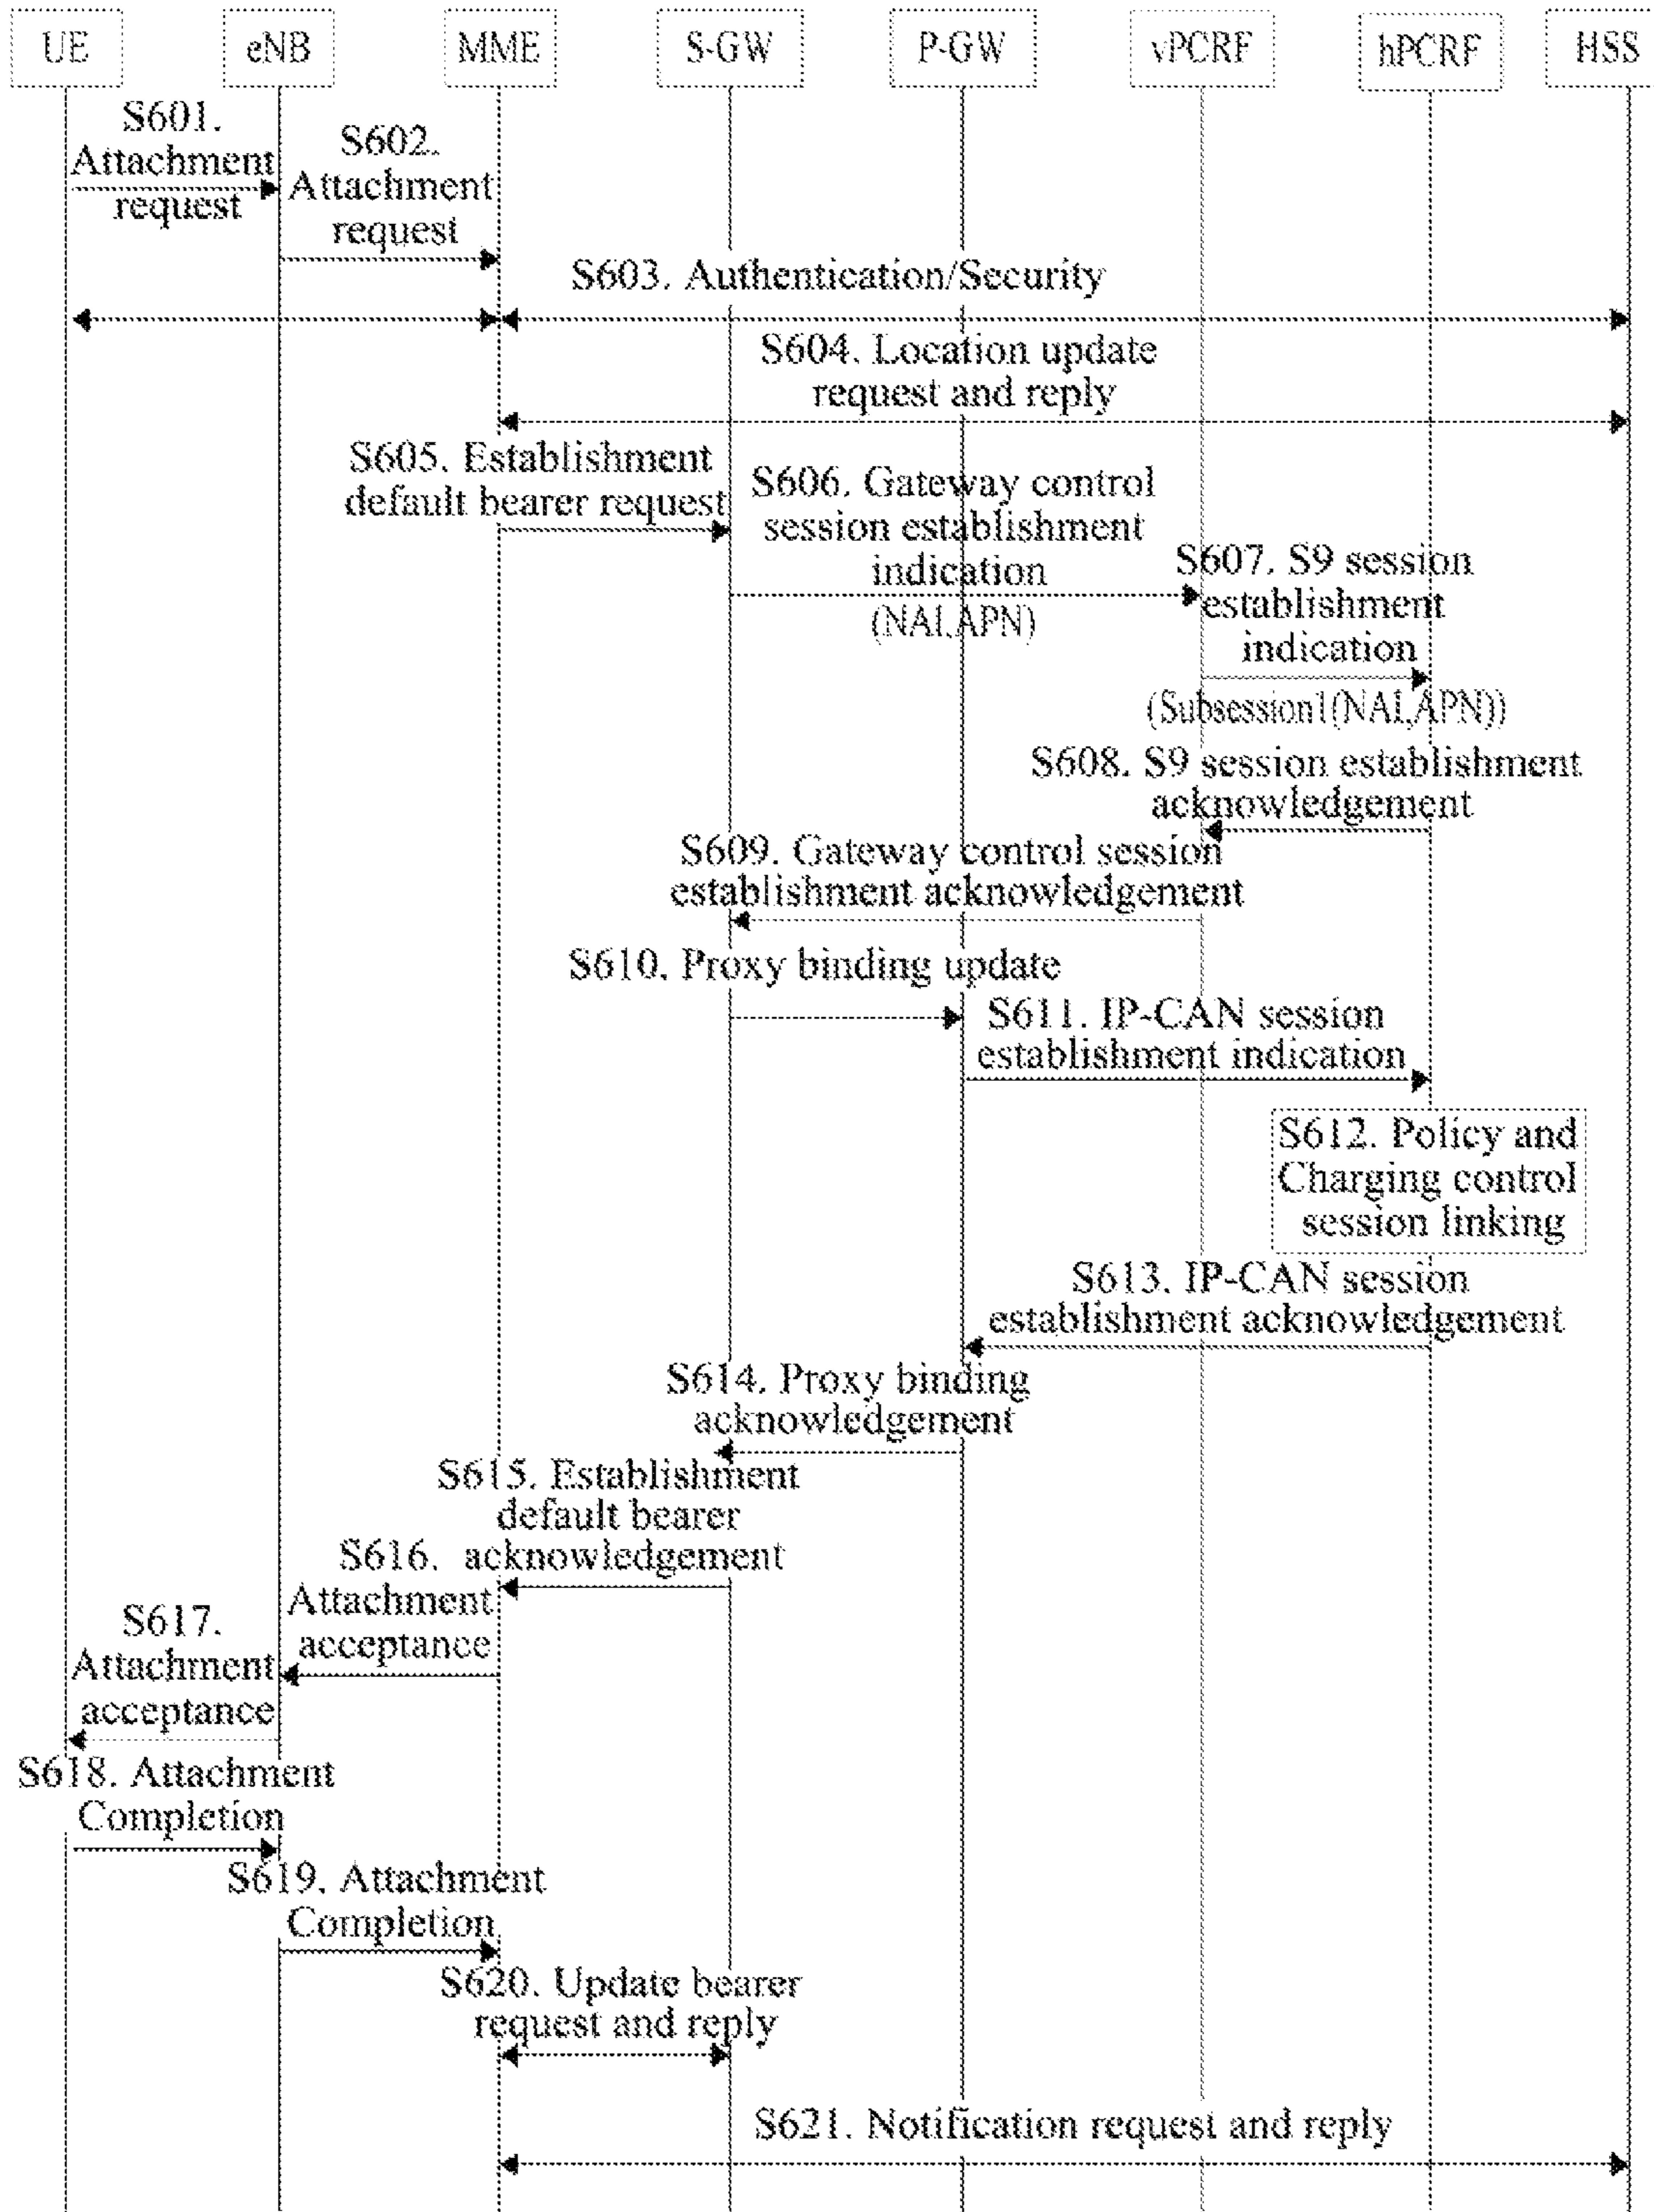 UE
eNB
MME
S-GW
P-GW
vPCRF
hPCRF
HSS
S601.
Attachment
request
S602.
Attachment
request
S603. Authentication/Security
S604. Location update
request and reply
S605. Establishment
default bearer request
S606. Gateway control
session establishment
indication
(NAI,APN)
S607. S9 session
establishment
indication
(Subsession1(NAI,APN))
S608. S9 session establishment
acknowledgement
S609. Gateway control session
establishment acknowledgement
S610. Proxy binding update
S611. IP-CAN session
establishment indication
S612. Policy and
Charging control
session linking
S613. IP-CAN session
establishment acknowledgement
S614. Proxy binding
acknowledgement
S615. Establishment
default bearer
acknowledgement
S616.
Attachment
acceptance
S617.
Attachment
acceptance
S618. Attachment
Completion
S619. Attachment
Completion
S620. Update bearer
request and reply
S621. Notification request and reply